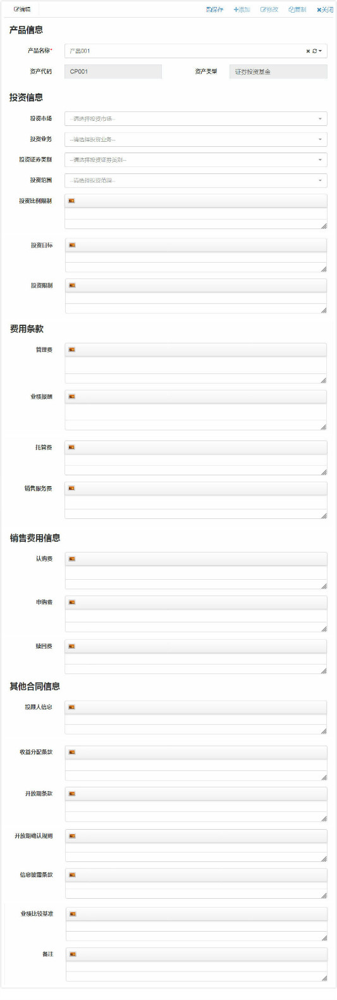 编辑 保存 添加 修改 复制 关闭
产品信息
产品名称* 产品001
资产代码 CP001 资产类型 证券投资基金
投资信息
投资市场 --请选择投资市场--
投资业务 --请选择投资业务--
投资证券类别 --请选择投资证券类别--
投资范围 --请选择投资范围--
投资比例限制
投资目标
投资限制
费用条款
管理费
业绩报酬
托管费
销售服务费
销售费用信息
认购费
申购费
赎回费
其他合同信息
投顾人信息
收益分配条款
开放期条款
开放期确认规则
信息披露条款
业绩比较基准
备注